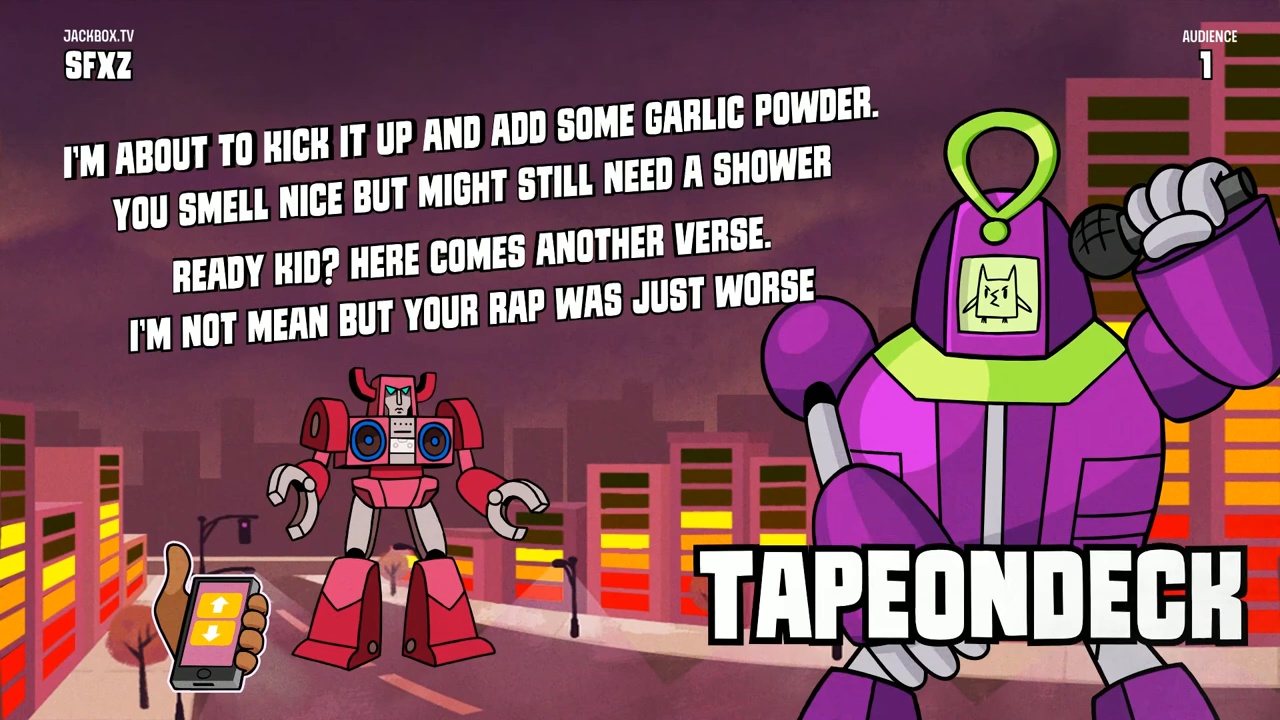 JACKBOX.TV
SFXZ
AUDIENCE
1
I'M ABOUT TO KICK IT UP AND ADD SOME GARLIC POWDER.
YOU SMELL NICE BUT MIGHT STILL NEED A SHOWER
READY KID? HERE COMES ANOTHER VERSE.
I'M NOT MEAN BUT YOUR RAP WAS JUST WORSE
TAPEONDECK